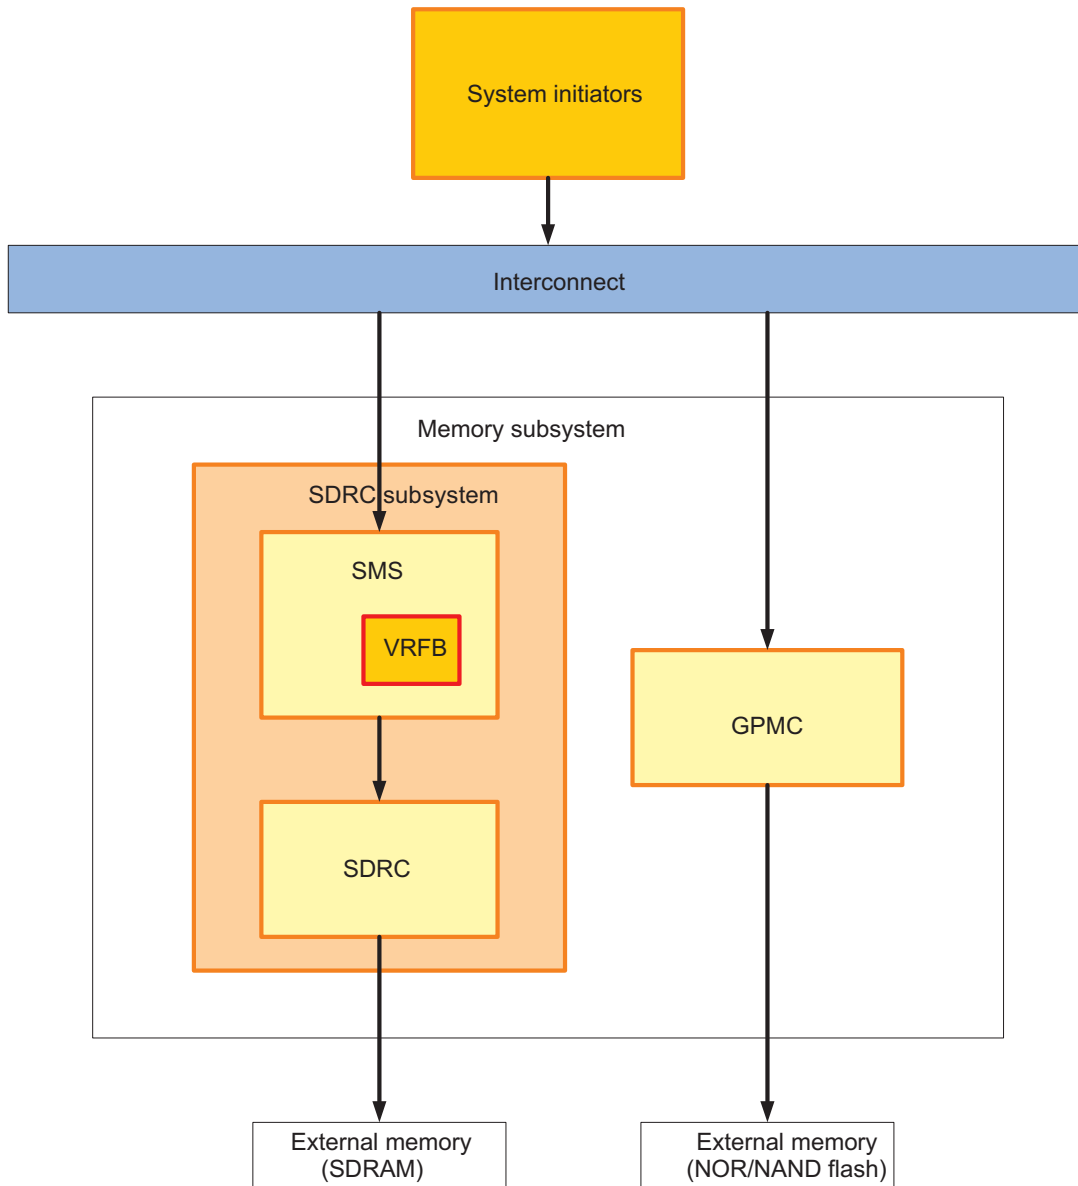 System initiators
Interconnect
Memory subsystem
SDRC subsystem
SMS
VRFB
GPMC
SDRC
External memory
(SDRAM)
External memory
(NOR/NAND flash)